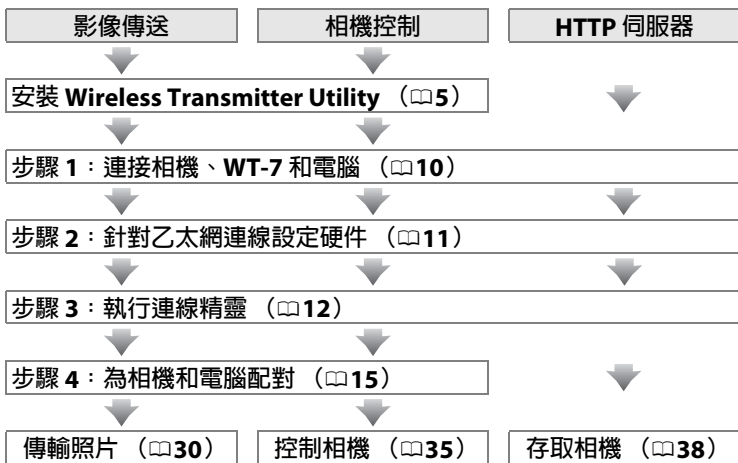 影像傳送
相機控制
HTTP 伺服器
安裝 Wireless Transmitter Utility （🕮5）
步驟 1：連接相機、WT-7 和電腦 （🕮10）
步驟 2：針對乙太網連線設定硬件 （🕮11）
步驟 3：執行連線精靈 （🕮12）
步驟 4：為相機和電腦配對 （🕮15）
傳輸照片 （🕮30）
控制相機 （🕮35）
存取相機 （🕮38）